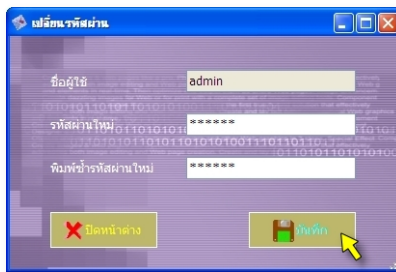 เปลี่ยนรหัสผ่าน
ชื่อผู้ใช้ admin
รหัสผ่านใหม่ ******
พิมพ์ซ้ำรหัสผ่านใหม่ ******
ปิดหน้าต่าง บันทึก